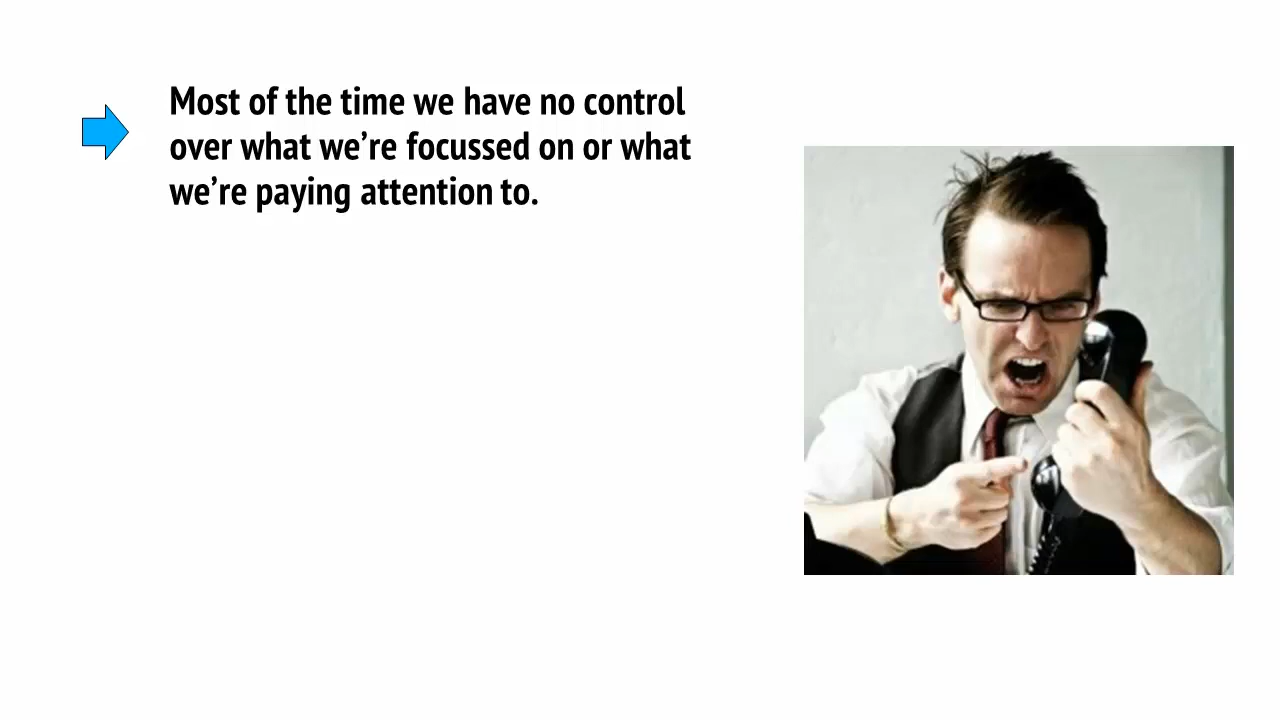 Most of the time we have no control
over what we’re focussed on or what
we’re paying attention to.